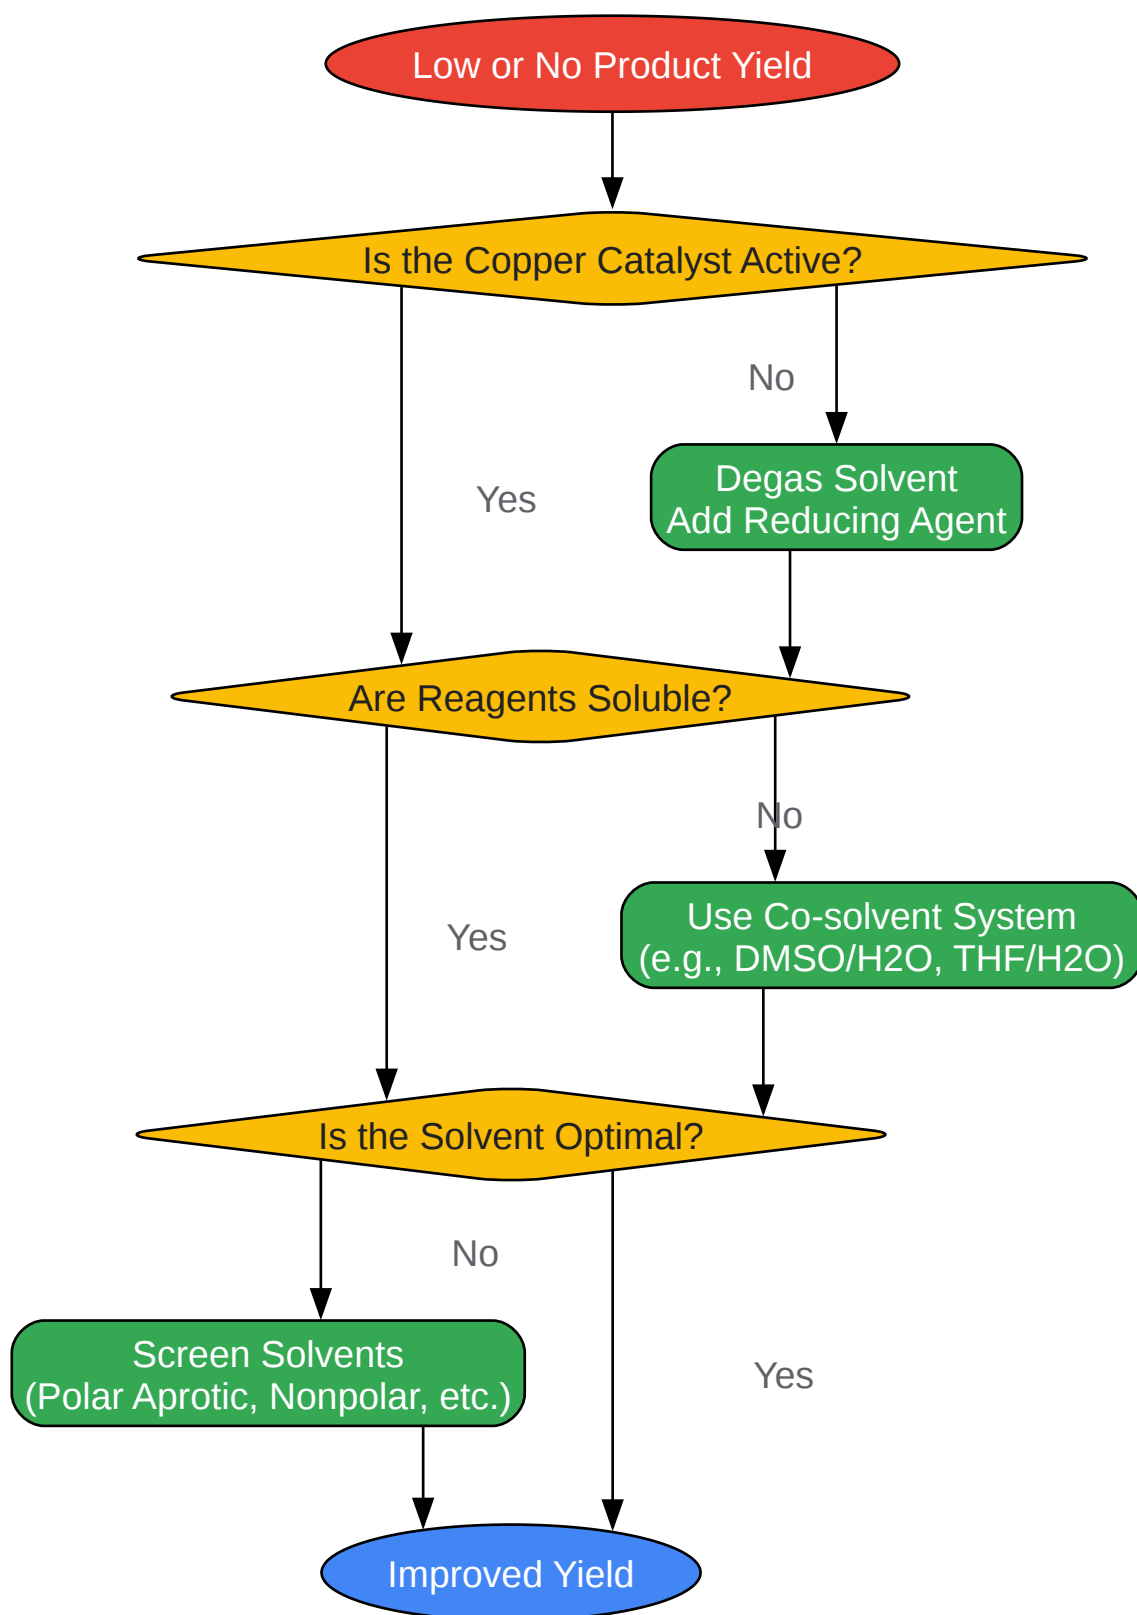 Low or No Product Yield
Is the Copper Catalyst Active?
No
Degas Solvent
Add Reducing Agent
Yes
Are Reagents Soluble?
No
Use Co-solvent System
(e.g., DMSO/H2O, THF/H2O)
Yes
Is the Solvent Optimal?
No
Screen Solvents
(Polar Aprotic, Nonpolar, etc.)
Yes
Improved Yield